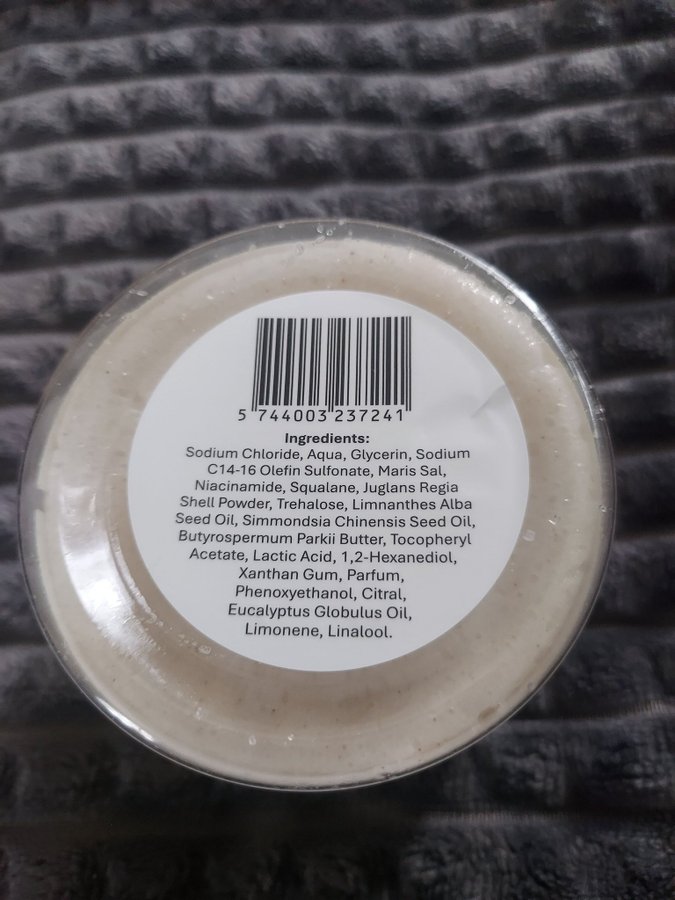 5 744003 237241
Ingredients:
Sodium Chloride, Aqua, Glycerin, Sodium
C14-16 Olefin Sulfonate, Maris Sal,
Niacinamide, Squalane, Juglans Regia
Shell Powder, Trehalose, Limnanthes Alba
Seed Oil, Simmondsia Chinensis Seed Oil,
Butyrospermum Parkii Butter, Tocopheryl
Acetate, Lactic Acid, 1,2-Hexanediol,
Xanthan Gum, Parfum,
Phenoxyethanol, Citral,
Eucalyptus Globulus Oil,
Limonene, Linalool.